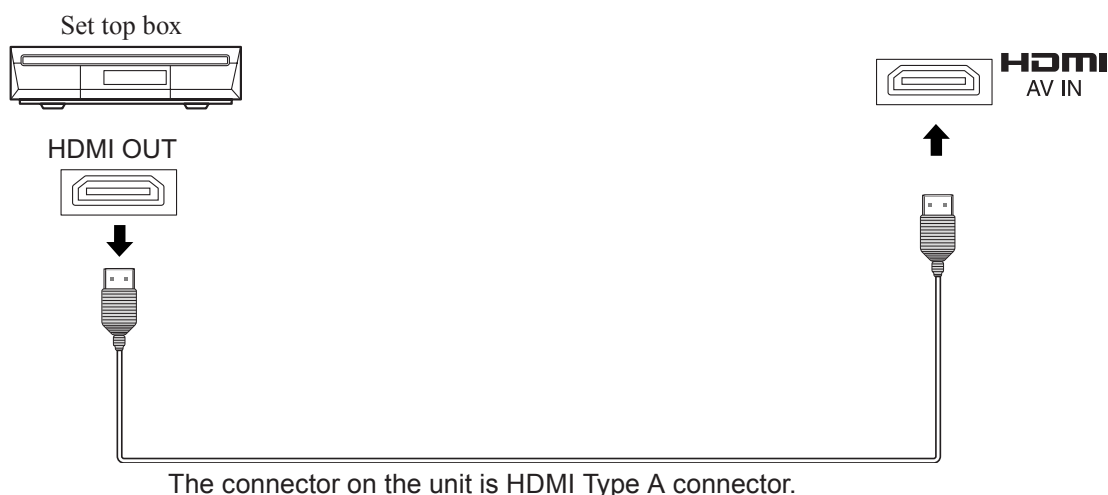 Set top box
HDMI
AV IN
HDMI OUT
The connector on the unit is HDMI Type A connector.